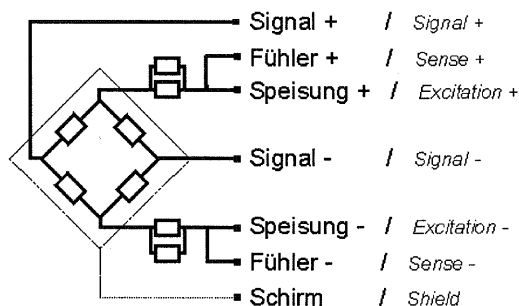 Signal + / Signal +
Fühler + / Sense +
Speisung + / Excitation +
Signal - / Signal -
Speisung - / Excitation -
Fühler - / Sense -
Schirm / Shield